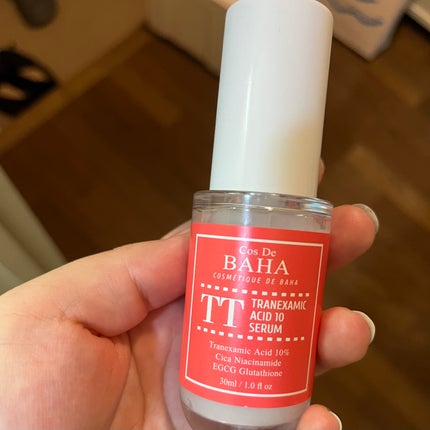 Cos De
BAHA
COSMÉTIQUE DE BAHA
TT
TRANEXAMIC
ACID 10
SERUM
Tranexamic Acid 10%
Cica Niacinamide
EGCG Glutathione
30ml / 1.0 fl oz